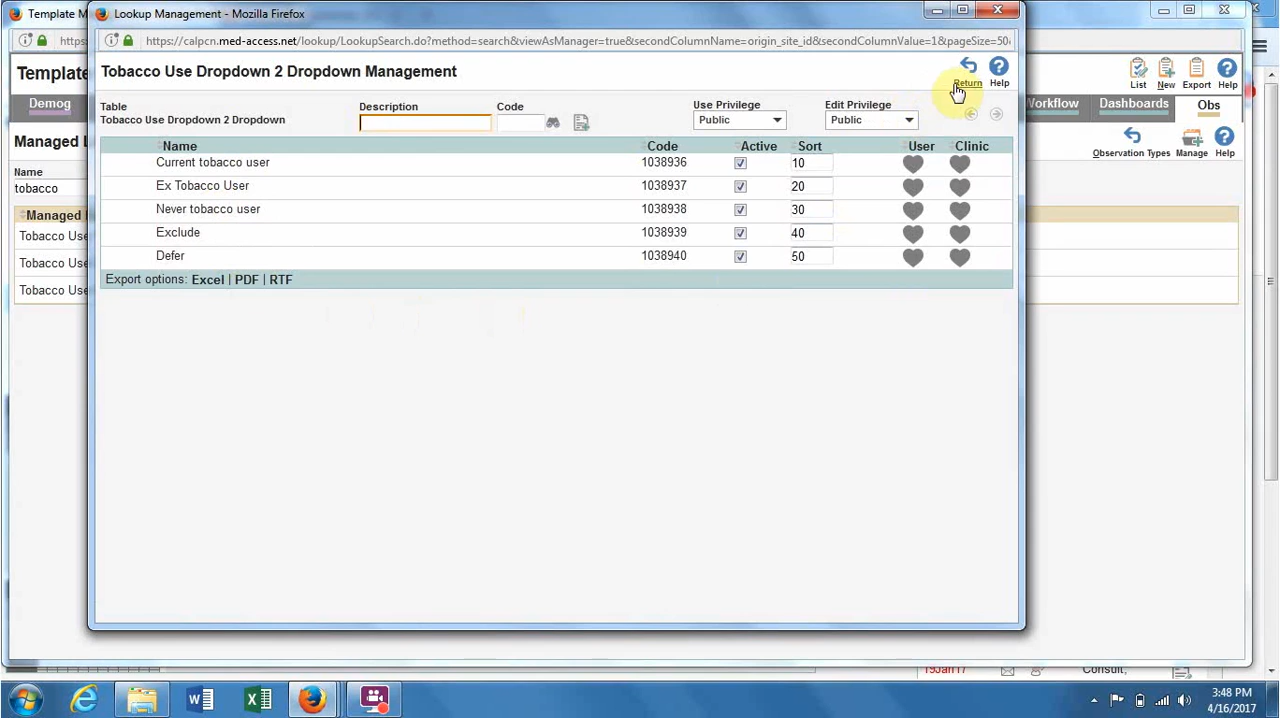 Template M
Lookup Management - Mozilla Firefox
https:
https://calpcn.med-access.net/lookup/LookupSearch.do?method=search&viewAsManager=true&secondColumnName=origin_site_id&secondColumnValue=1&pageSize=50
Templat
Tobacco Use Dropdown 2 Dropdown Management
Return
Help
List
New
Export
Help
Demog
Table
Description
Code
Use Privilege
Edit Privilege
Tobacco Use Dropdown 2 Dropdown
Public
Public
Workflow
Dashboards
Obs
Managed L
Observation Types
Manage
Help
Name
tobacco
Managed
Tobacco Use
Tobacco Use
Tobacco Use
Name Code Active Sort User Clinic
Current tobacco user 1038936 10
Ex Tobacco User 1038937 20
Never tobacco user 1038938 30
Exclude 1038939 40
Defer 1038940 50
Export options: Excel | PDF | RTF
19Jan17
Consult,
3:48 PM
4/16/2017